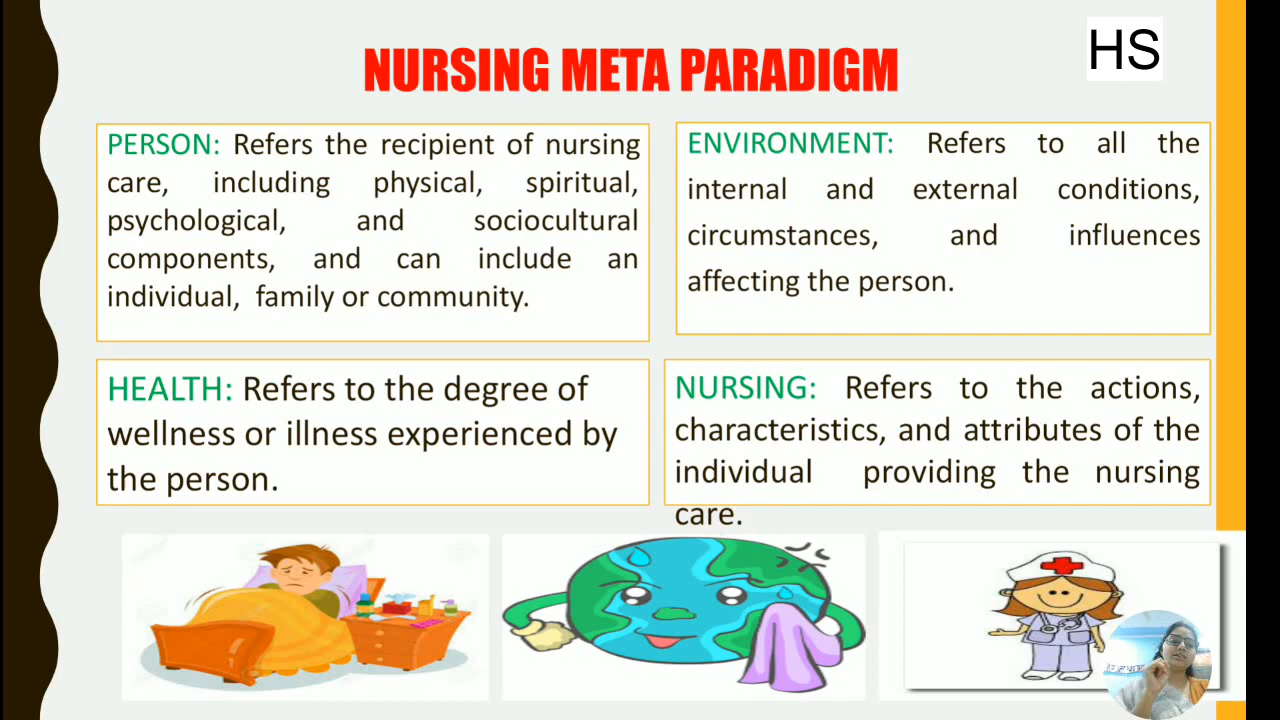 NURSING META PARADIGM
HS
PERSON: Refers the recipient of nursing
care, including physical, spiritual,
psychological, and sociocultural
components, and can include an
individual, family or community.
ENVIRONMENT: Refers to all the
internal and external conditions,
circumstances, and influences
affecting the person.
HEALTH: Refers to the degree of
wellness or illness experienced by
the person.
NURSING: Refers to the actions,
characteristics, and attributes of the
individual providing the nursing
care.